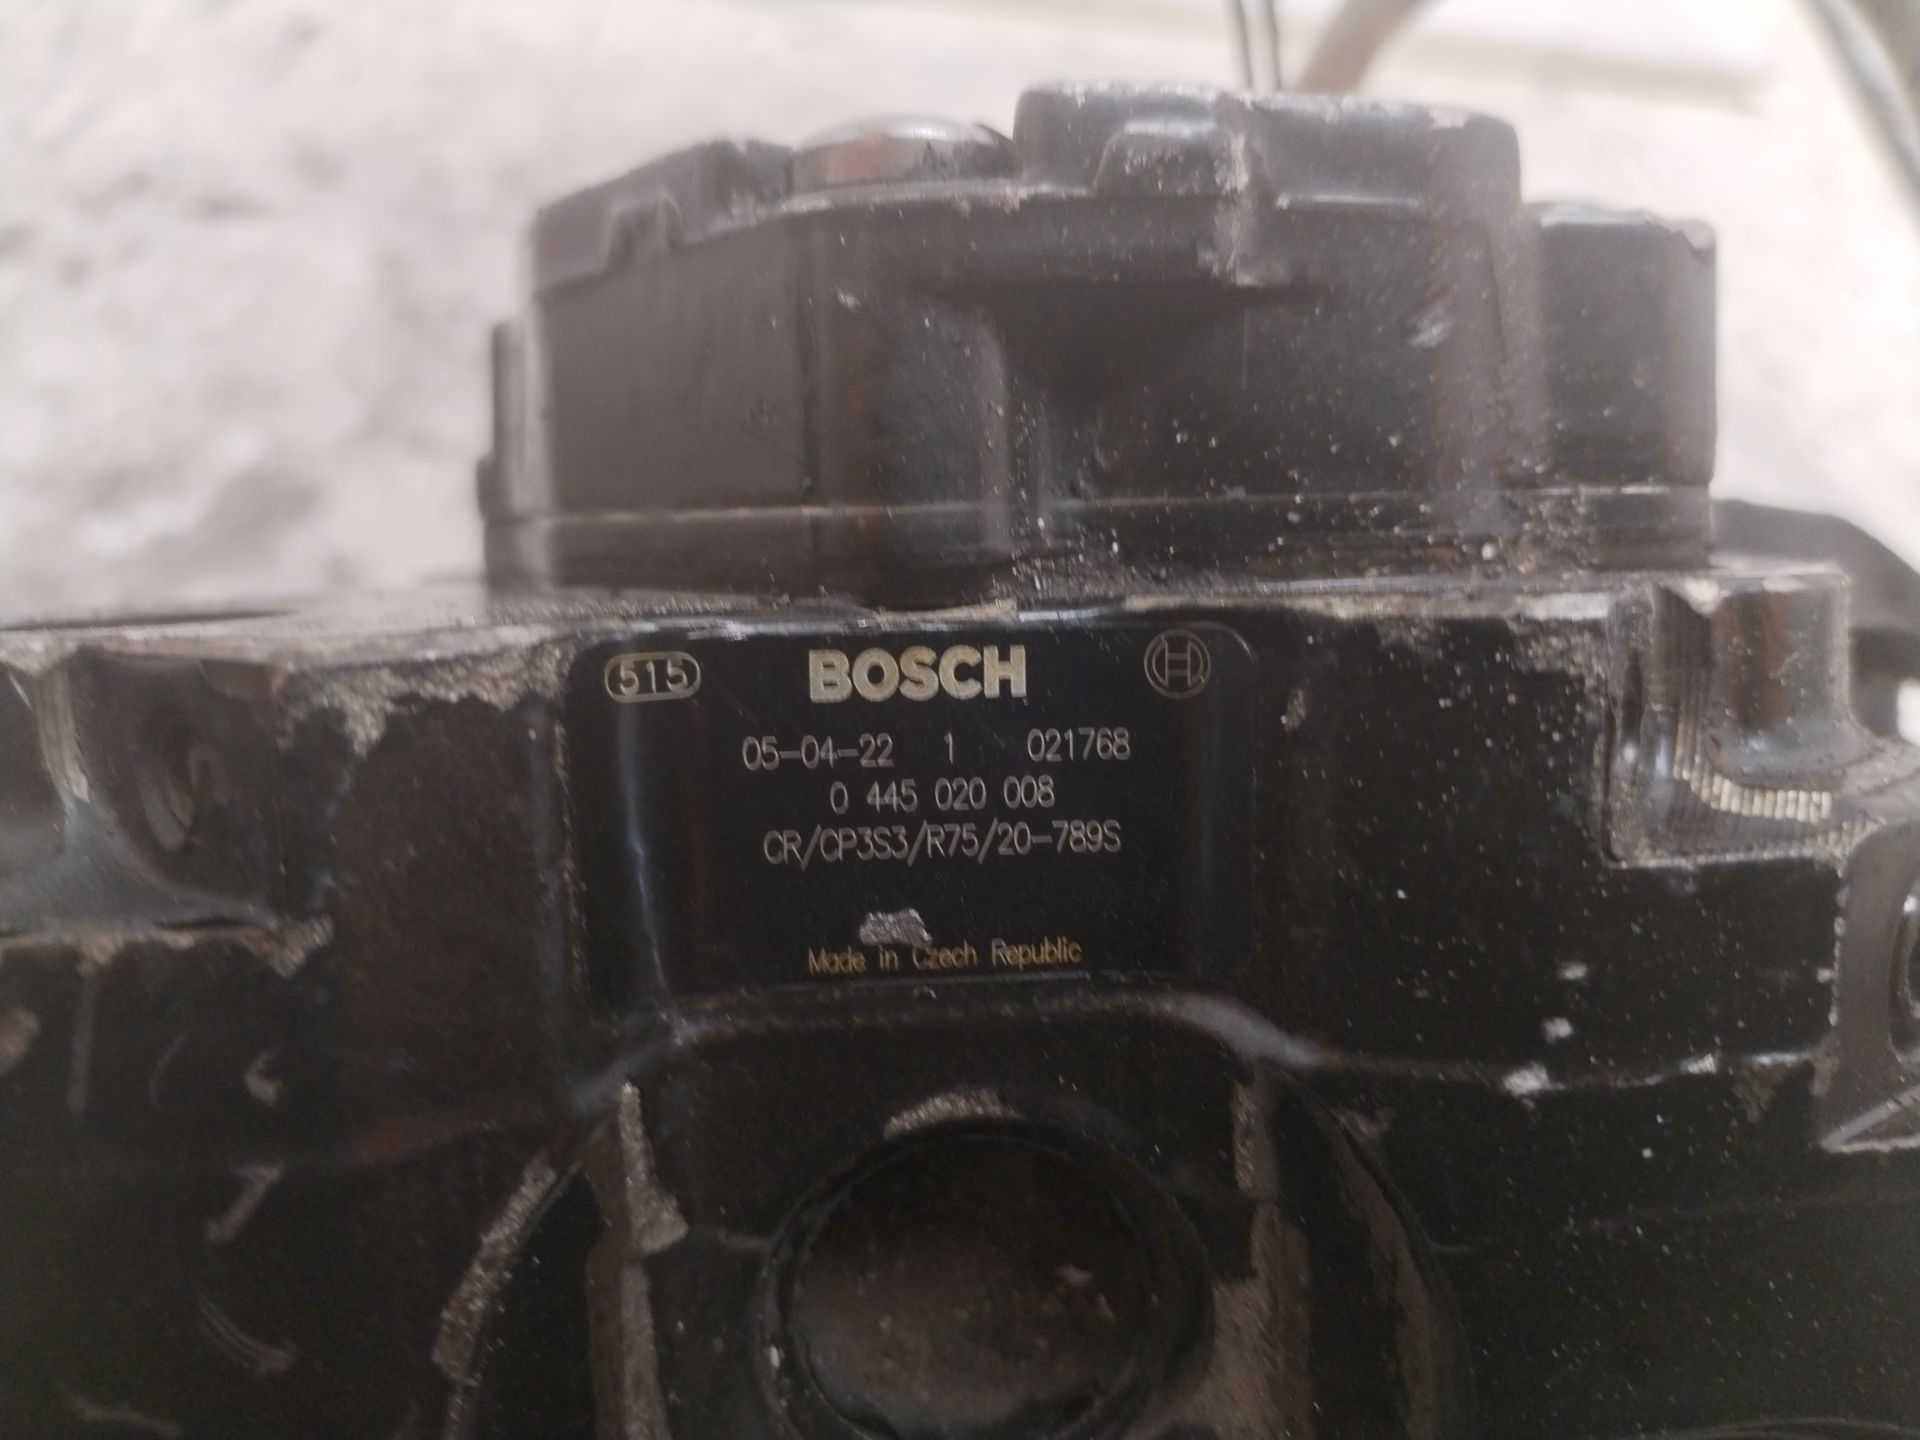 515 BOSCH
05-04-22 1 021768
0 445 020 008
CR/CP3S3/R75/20-789S
Made in Czech Republic